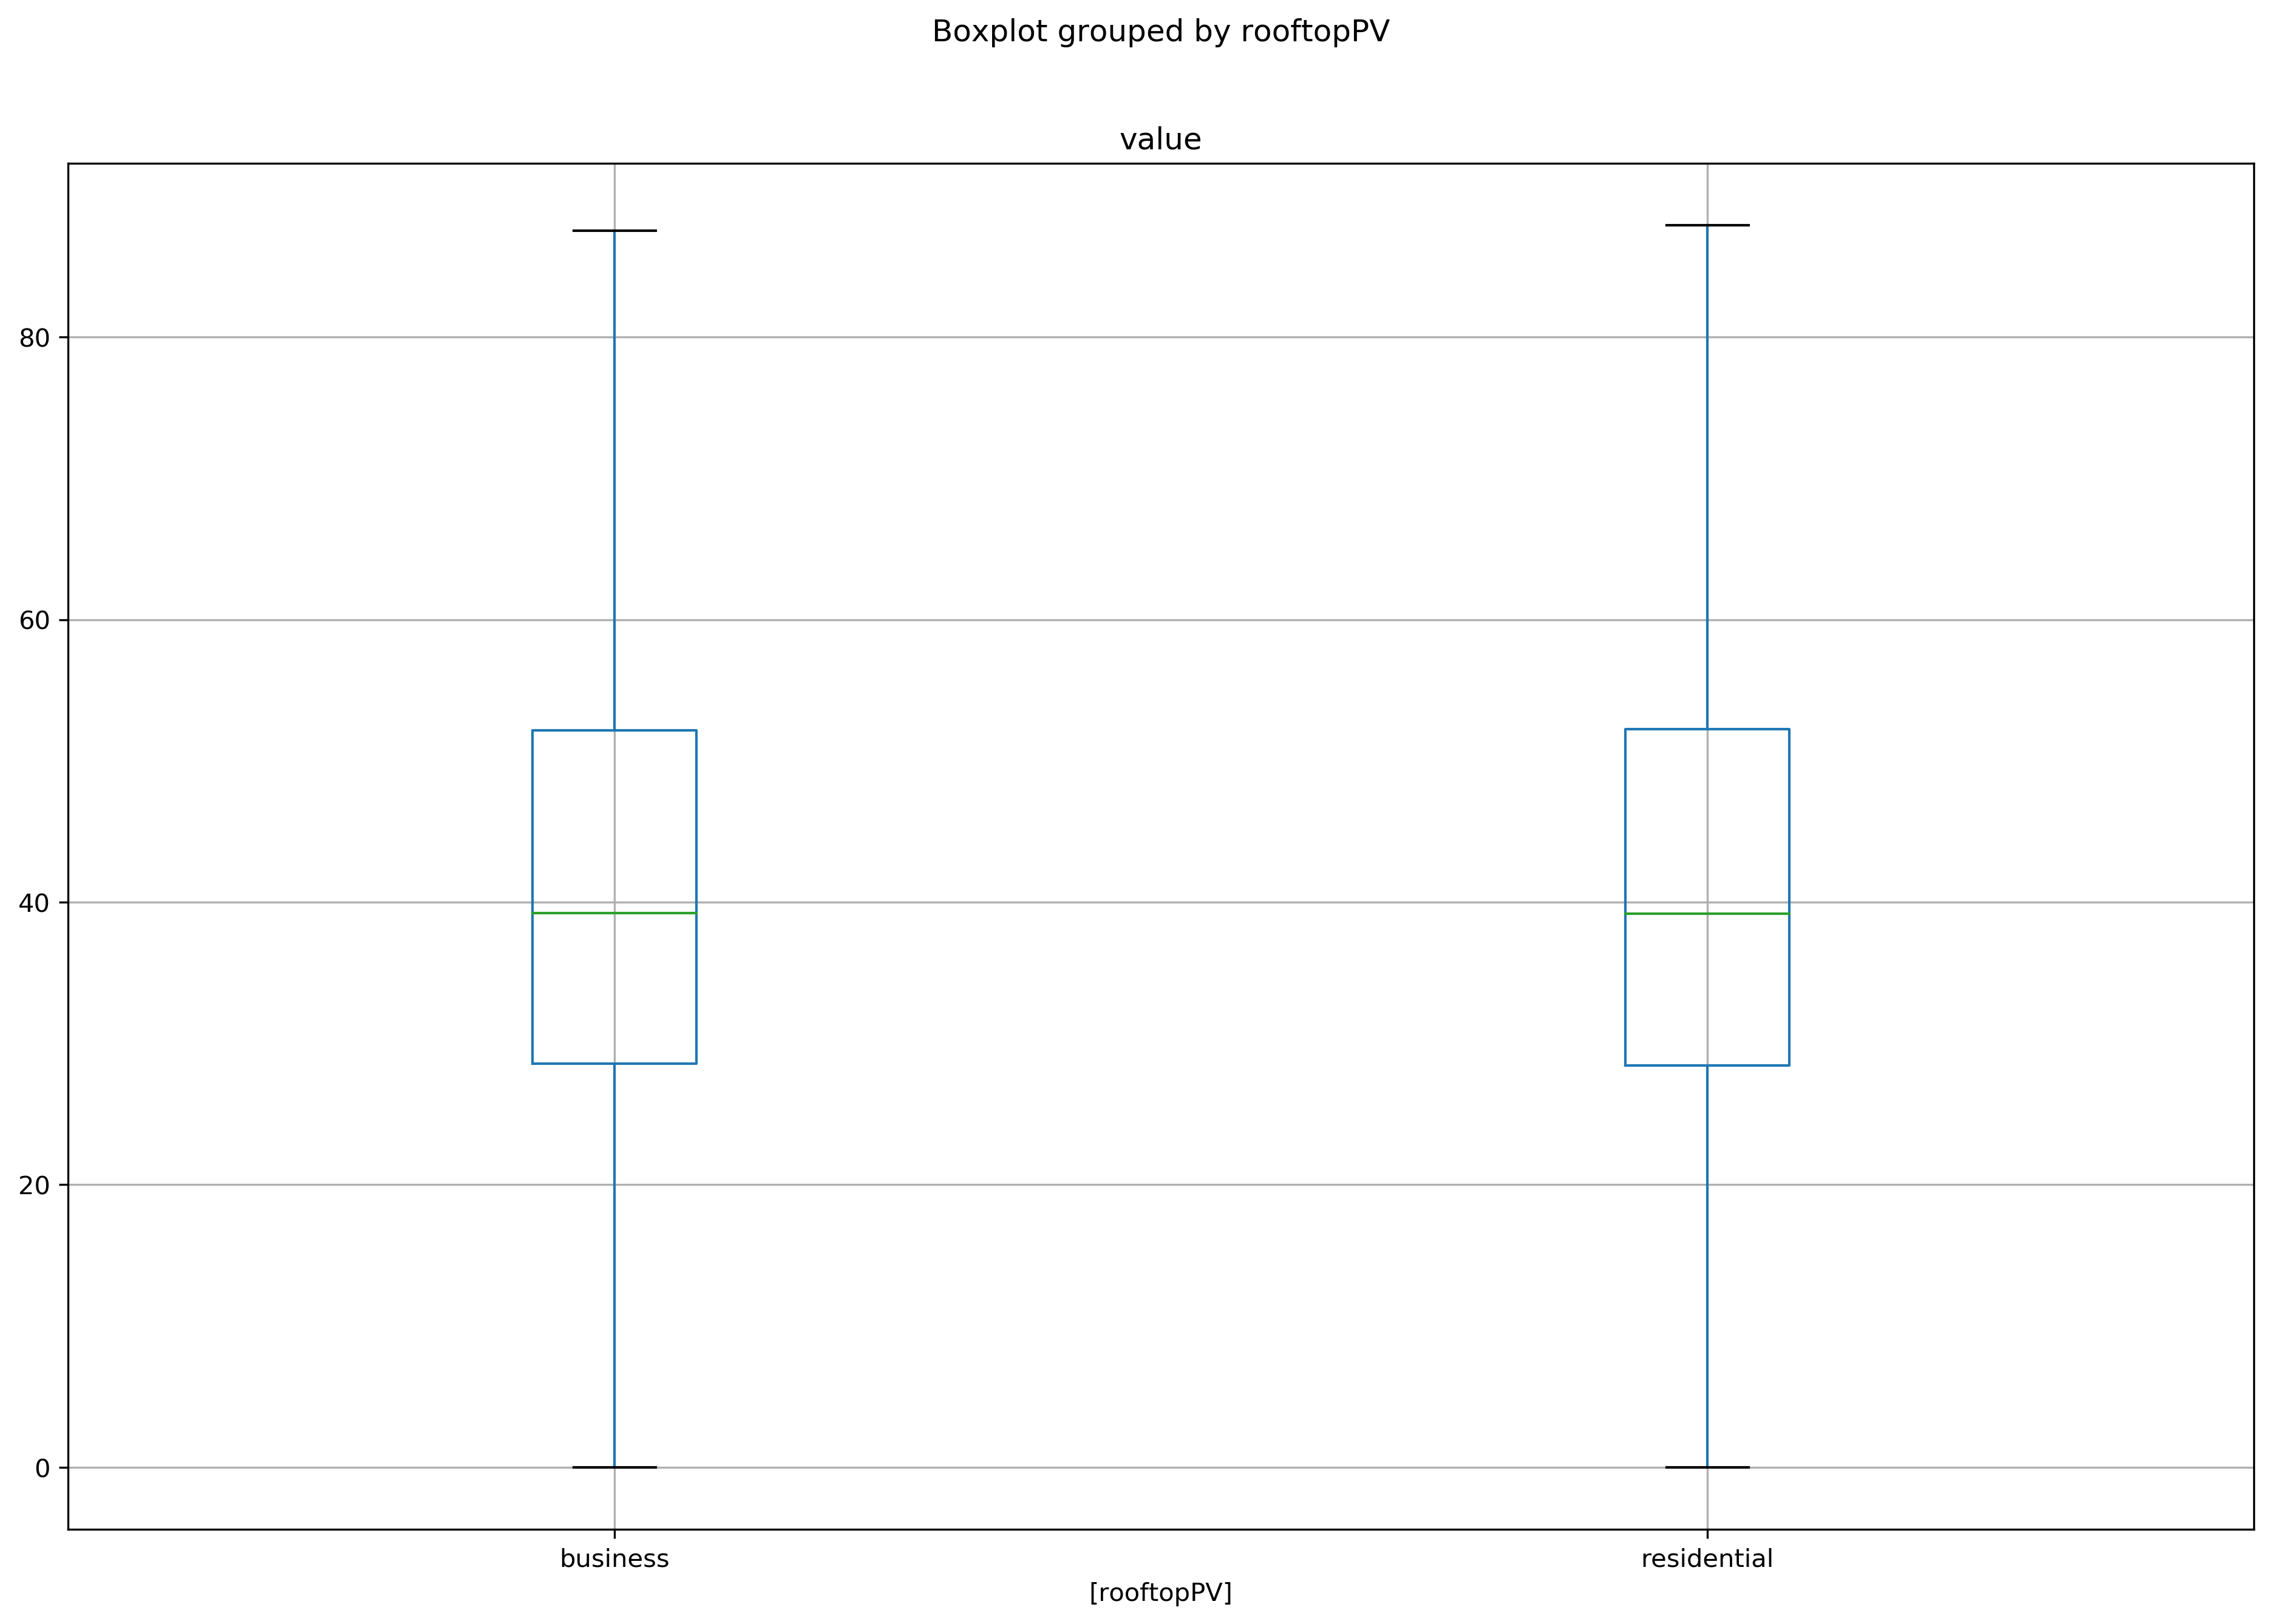 Boxplot grouped by rooftopPV
value
80
60
40
20
0
business residential
[rooftopPV]